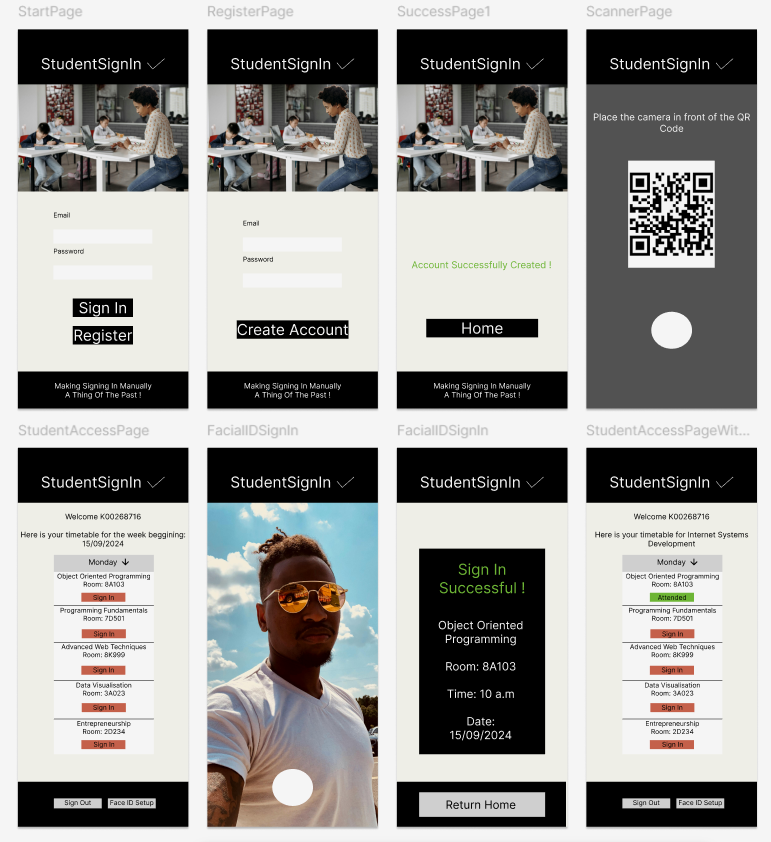 StartPage
StudentSignIn
Email
Password
Sign In
Register
Making Signing In Manually
A Thing Of The Past !
RegisterPage
StudentSignIn
Email
Password
Create Account
Making Signing In Manually
A Thing Of The Past !
SuccessPage1
StudentSignIn
Account Successfully Created !
Home
Making Signing In Manually
A Thing Of The Past !
ScannerPage
StudentSignIn
Place the camera in front of the QR
Code
StudentAccessPage
StudentSignIn
Welcome K00268716
Here is your timetable for the week beggining:
15/09/2024
Monday
Object Oriented Programming
Room: 8A103
Sign In
Programming Fundamentals
Room: 7D501
Sign In
Advanced Web Techniques
Room: 8K999
Sign In
Data Visualisation
Room: 3A023
Sign In
Entrepreneurship
Room: 2D234
Sign In
Sign Out
Face ID Setup
FacialIDSignIn
StudentSignIn
FacialIDSignIn
StudentSignIn
Sign In
Successful !
Object Oriented
Programming
Room: 8A103
Time: 10 a.m
Date:
15/09/2024
Return Home
StudentAccessPageWit...
StudentSignIn
Welcome K00268716
Here is your timetable for Internet Systems
Development
Monday
Object Oriented Programming
Room: 8A103
Attended
Programming Fundamentals
Room: 7D501
Sign In
Advanced Web Techniques
Room: 8K999
Sign In
Data Visualisation
Room: 3A023
Sign In
Entrepreneurship
Room: 2D234
Sign In
Sign Out
Face ID Setup